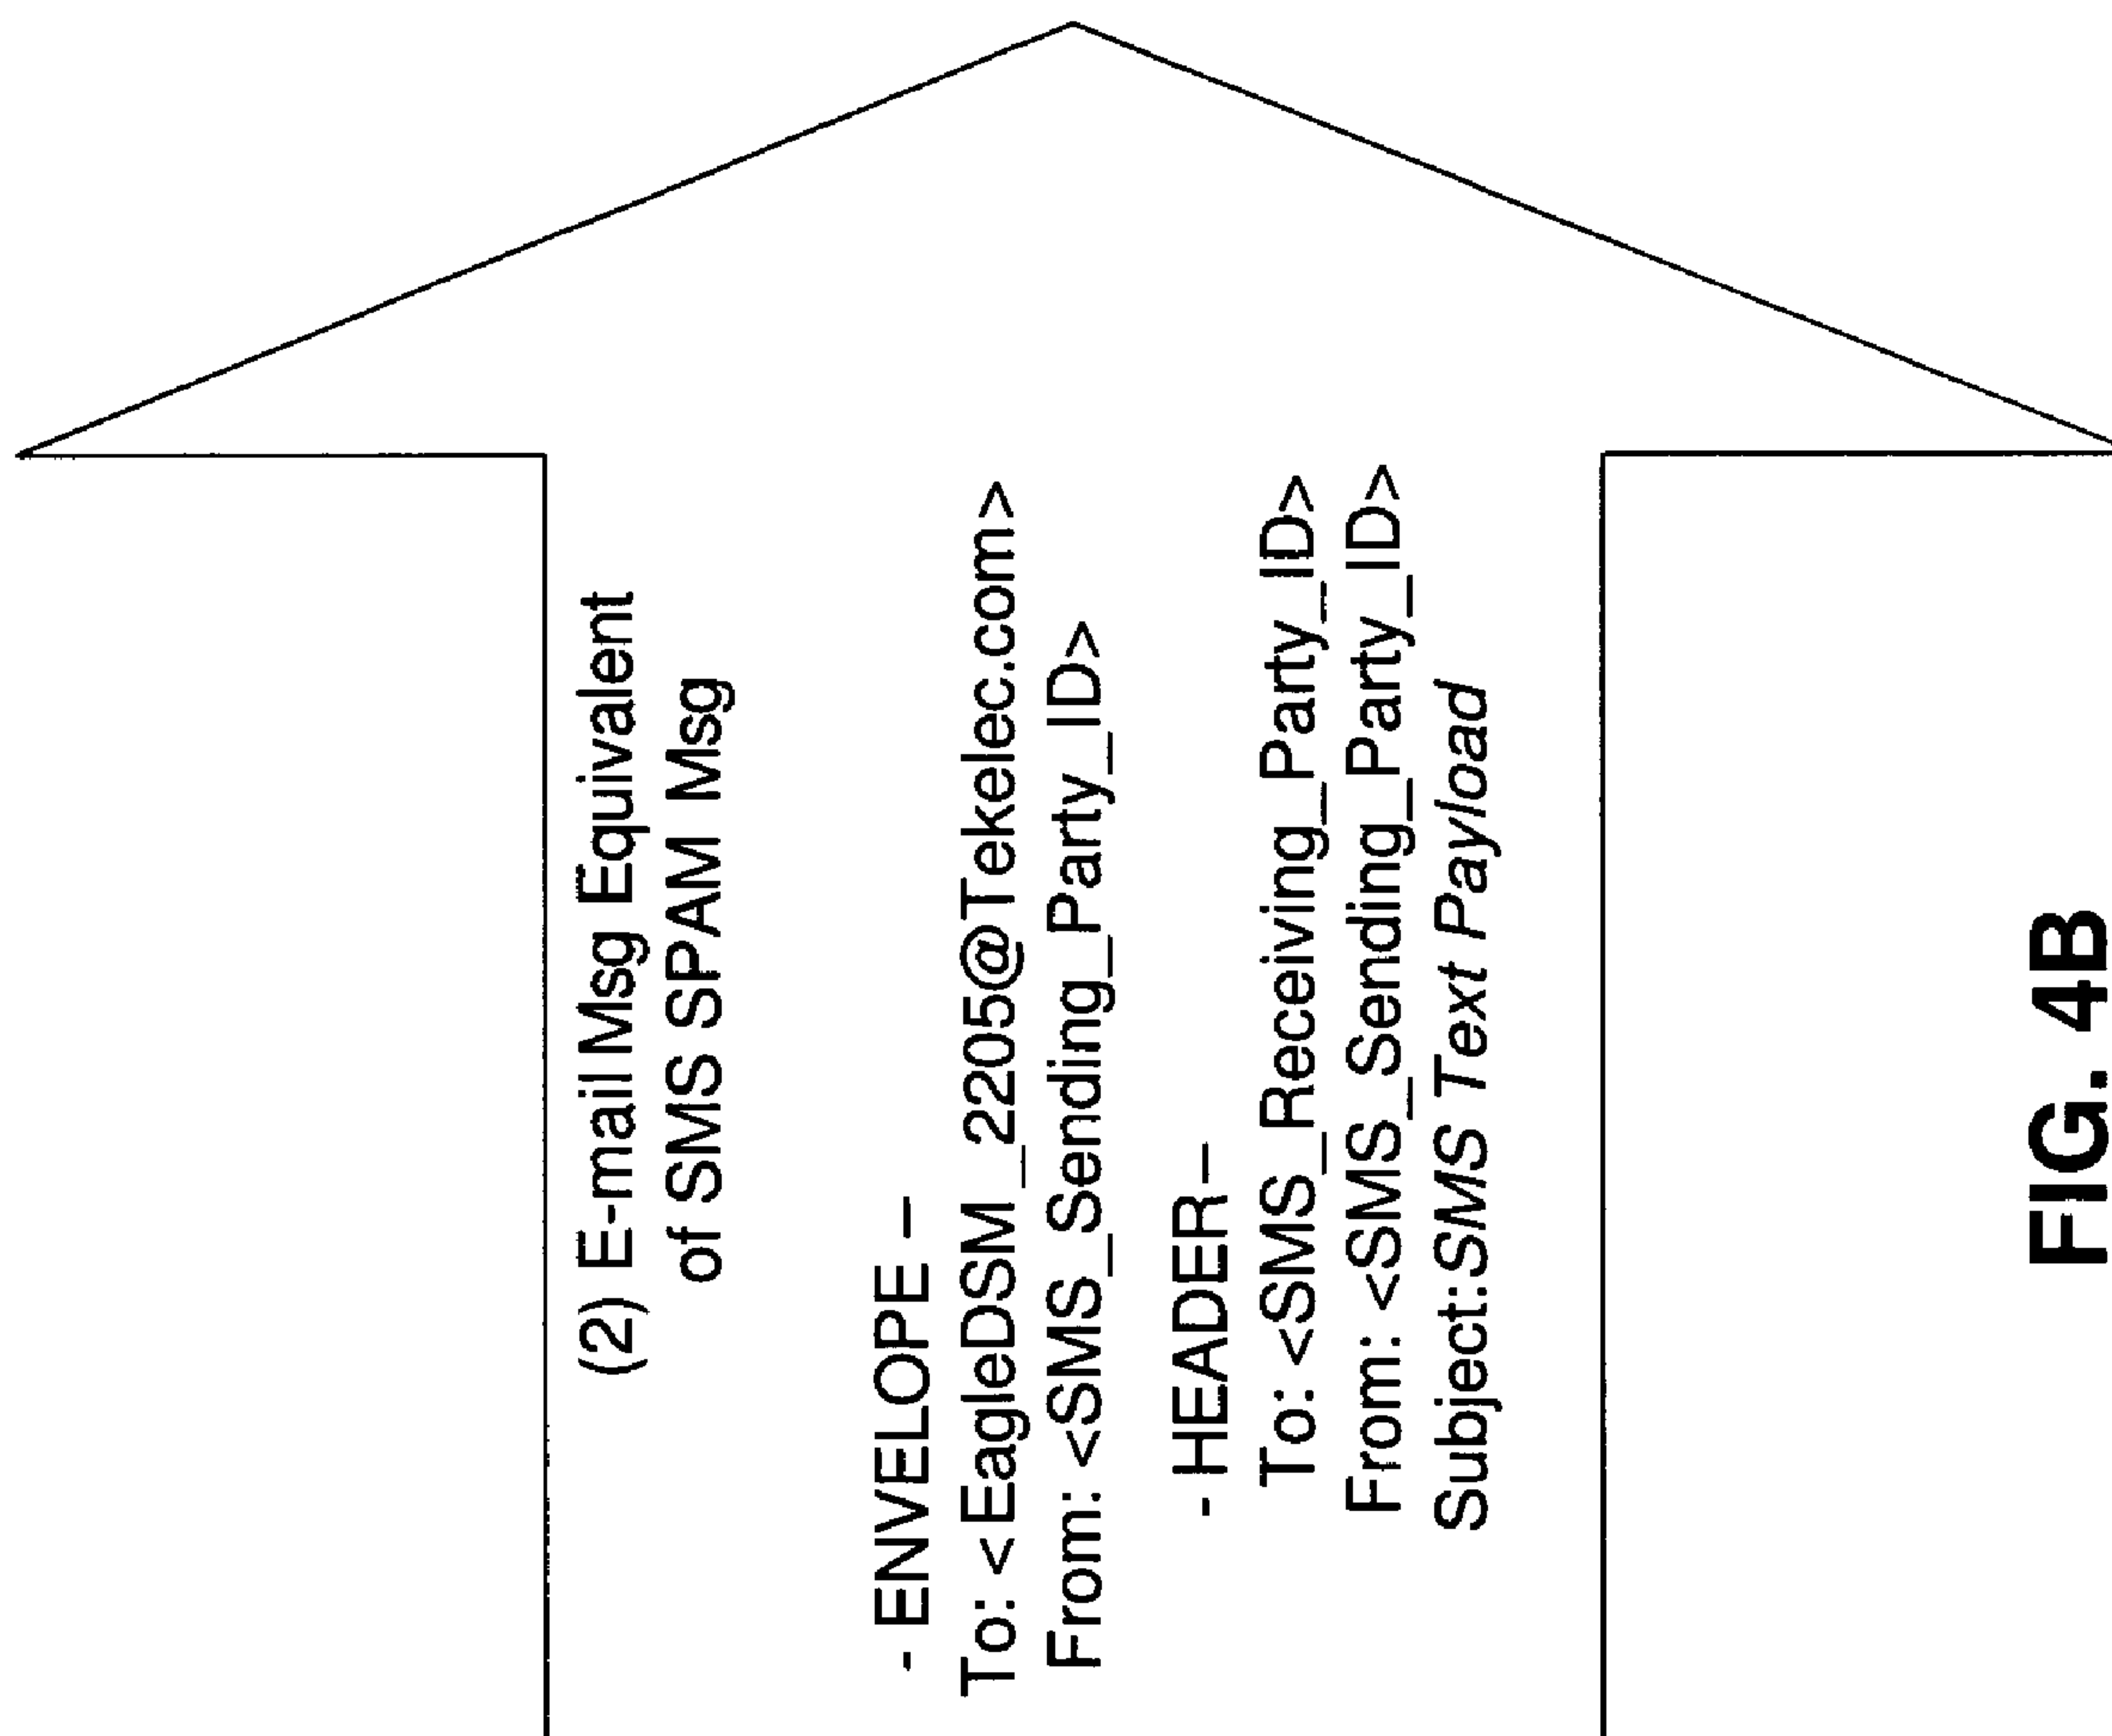 (2) E-mail Msg Equivalent
of SMS SPAM Msg
- ENVELOPE –
To: <EagleDSM_2205@Tekelec.com>
From: <SMS_Sending_Party_ID>
- HEADER–
To: <SMS_Receiving_Party_ID>
From: <SMS_Sending_Party_ID>
Subject:SMS Text Payload
FIG. 4B